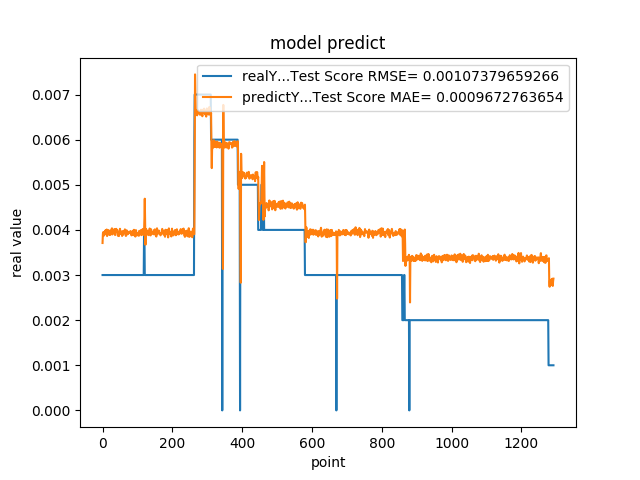 model predict
realY...Test Score RMSE= 0.00107379659266
predictY...Test Score MAE= 0.0009672763654
0.007
0.006
0.005
0.004
0.003
0.002
0.001
0.000
real value
0 200 400 600 800 1000 1200
point